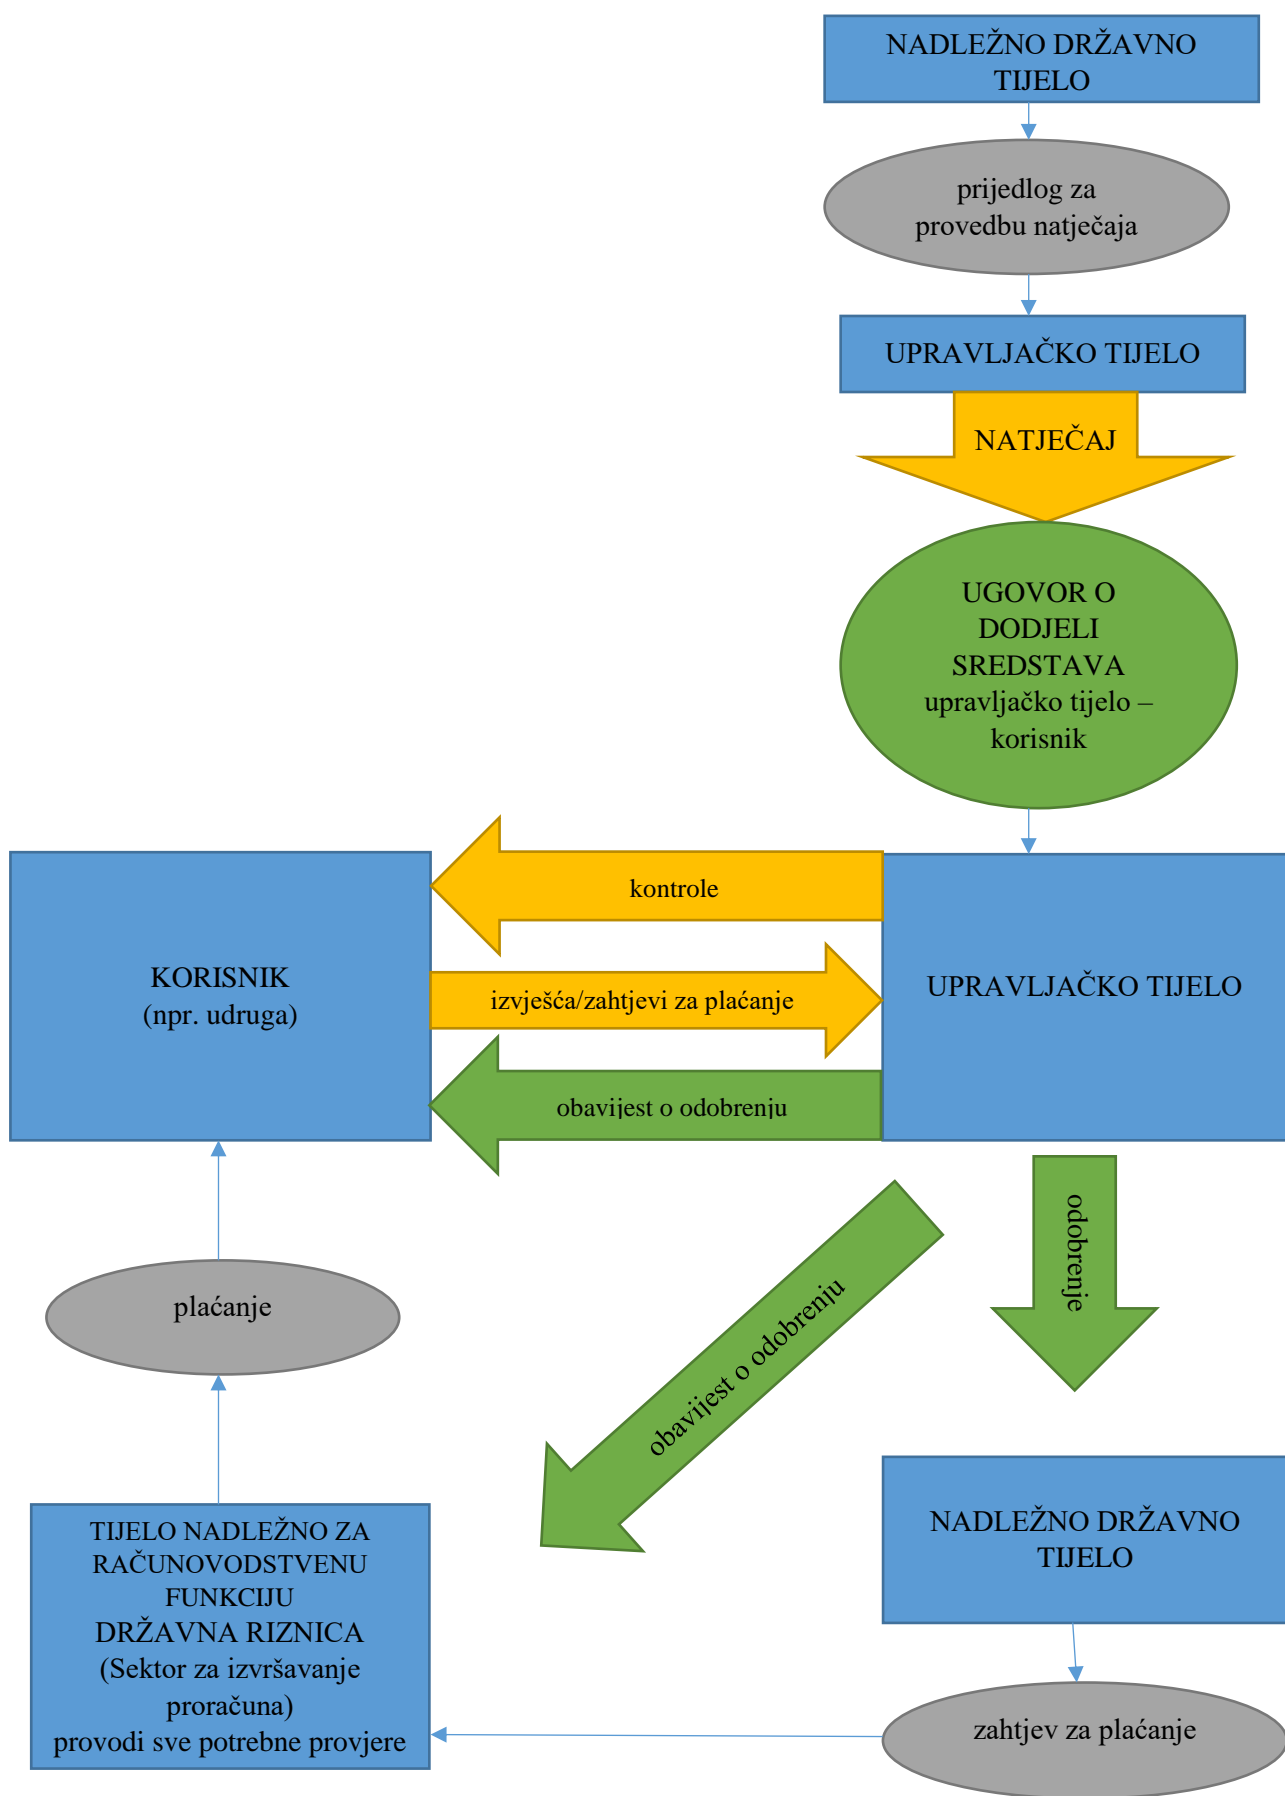 NADLEŽNO DRŽAVNO
TIJELO
prijedlog za
provedbu natječaja
UPRAVLJAČKO TIJELO
NATJEČAJ
UGOVOR O
DODJELI
SREDSTAVA
upravljačko tijelo –
korisnik
kontrole
KORISNIK
(npr. udruga)
izvješća/zahtjevi za plaćanje
UPRAVLJAČKO TIJELO
obavijest o odobrenju
odobrenje
obavijest o odobrenju
plaćanje
TIJELO NADLEŽNO ZA
RAČUNOVODSTVENU
FUNKCIJU
DRŽAVNA RIZNICA
(Sektor za izvršavanje
proračuna)
provodi sve potrebne provjere
NADLEŽNO DRŽAVNO
TIJELO
zahtjev za plaćanje